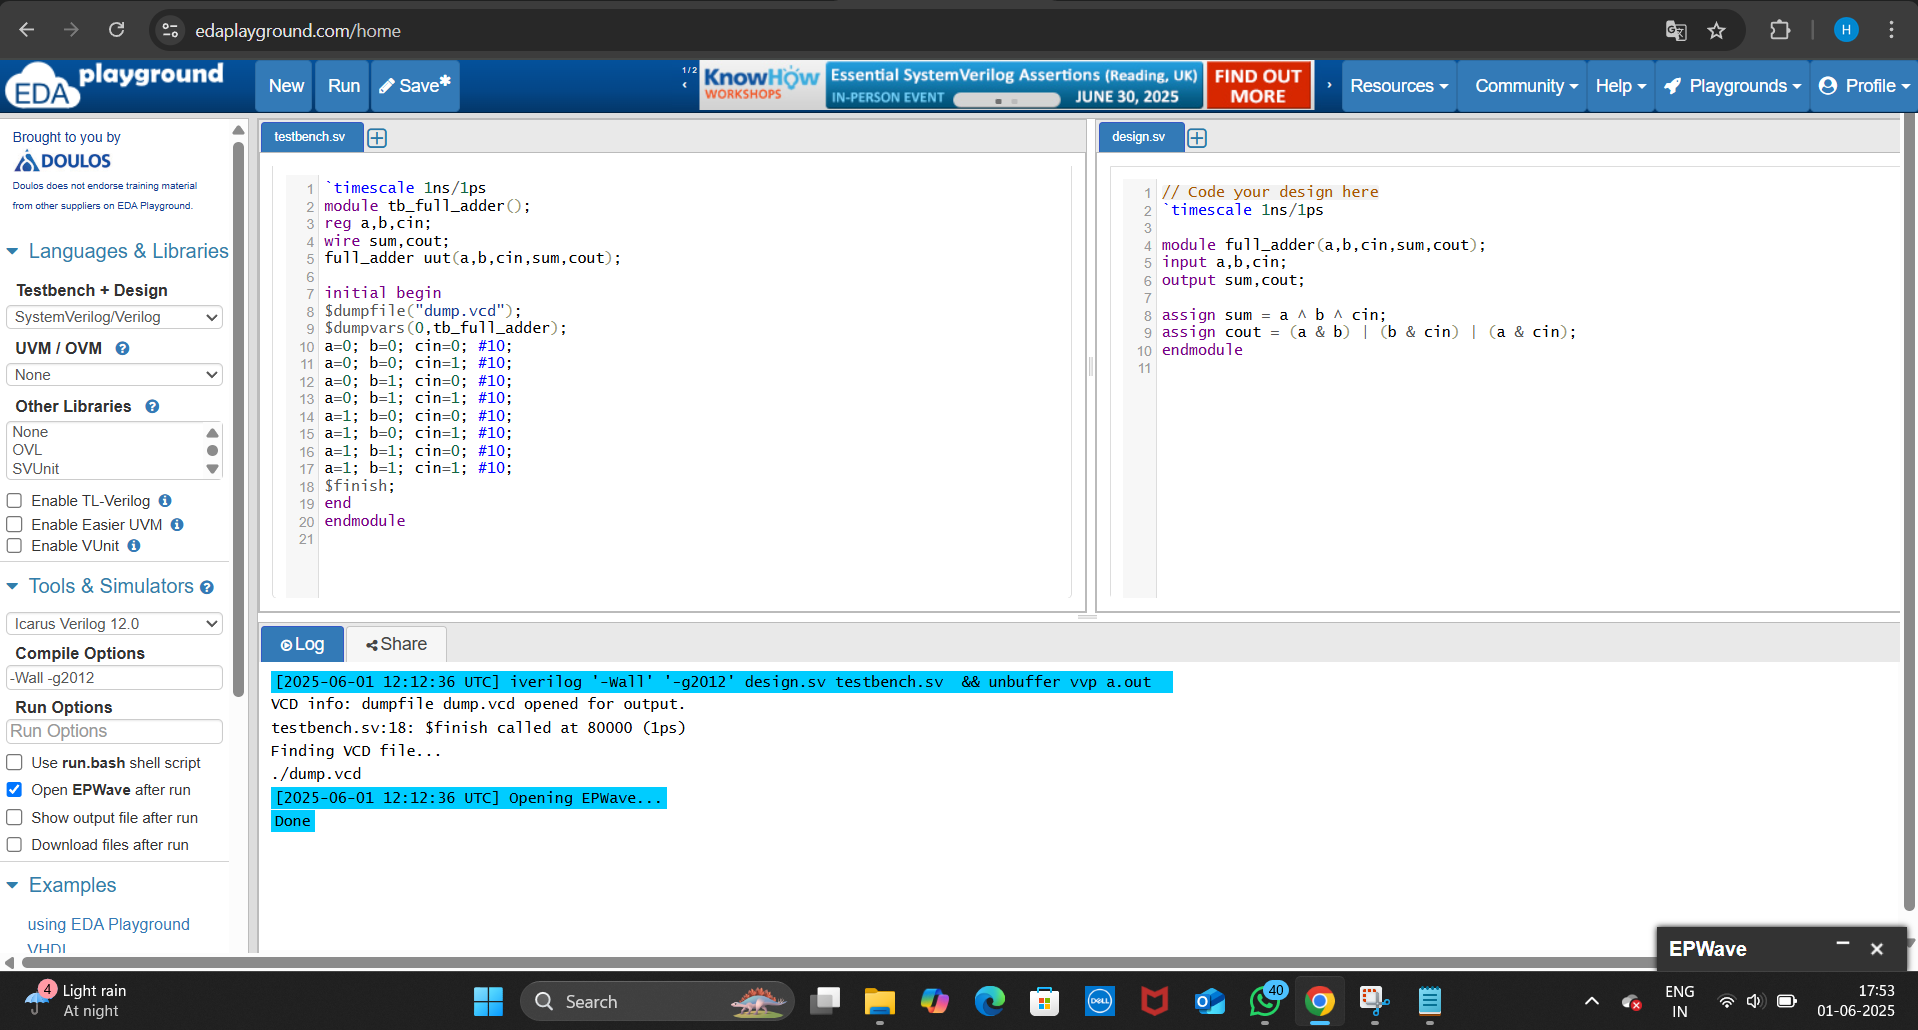 edaplayground.com/home
H
EDA playground
New
Run
Save*
1/2
KnowHow
WORKSHOPS
Essential SystemVerilog Assertions (Reading, UK)
IN-PERSON EVENT
JUNE 30, 2025
FIND OUT
MORE
Resources
Community
Help
Playgrounds
Profile
Brought to you by
DOULOS
Doulos does not endorse training material
from other suppliers on EDA Playground.
Languages & Libraries
Testbench + Design
SystemVerilog/Verilog
UVM / OVM ?
None
Other Libraries ?
None
OVL
SVUnit
Enable TL-Verilog i
Enable Easier UVM i
Enable VUnit i
Tools & Simulators ?
Icarus Verilog 12.0
Compile Options
-Wall -g2012
Run Options
Run Options
Use run.bash shell script
Open EPWave after run
Show output file after run
Download files after run
Examples
using EDA Playground
VHDL
testbench.sv
1 `timescale 1ns/1ps
2 module tb_full_adder();
3 reg a,b,cin;
4 wire sum,cout;
5 full_adder uut(a,b,cin,sum,cout);
6
7 initial begin
8 $dumpfile("dump.vcd");
9 $dumpvars(0,tb_full_adder);
10 a=0; b=0; cin=0; #10;
11 a=0; b=0; cin=1; #10;
12 a=0; b=1; cin=0; #10;
13 a=0; b=1; cin=1; #10;
14 a=1; b=0; cin=0; #10;
15 a=1; b=0; cin=1; #10;
16 a=1; b=1; cin=0; #10;
17 a=1; b=1; cin=1; #10;
18 $finish;
19 end
20 endmodule
21
design.sv
1 // Code your design here
2 `timescale 1ns/1ps
3
4 module full_adder(a,b,cin,sum,cout);
5 input a,b,cin;
6 output sum,cout;
7
8 assign sum = a ^ b ^ cin;
9 assign cout = (a & b) | (b & cin) | (a & cin);
10 endmodule
11
Log
Share
[2025-06-01 12:12:36 UTC] iverilog '-Wall' '-g2012' design.sv testbench.sv  && unbuffer vvp a.out
VCD info: dumpfile dump.vcd opened for output.
testbench.sv:18: $finish called at 80000 (1ps)
Finding VCD file...
./dump.vcd
[2025-06-01 12:12:36 UTC] Opening EPWave...
Done
EPWave
4
Light rain
At night
Search
DELL
40
ENG
IN
17:53
01-06-2025